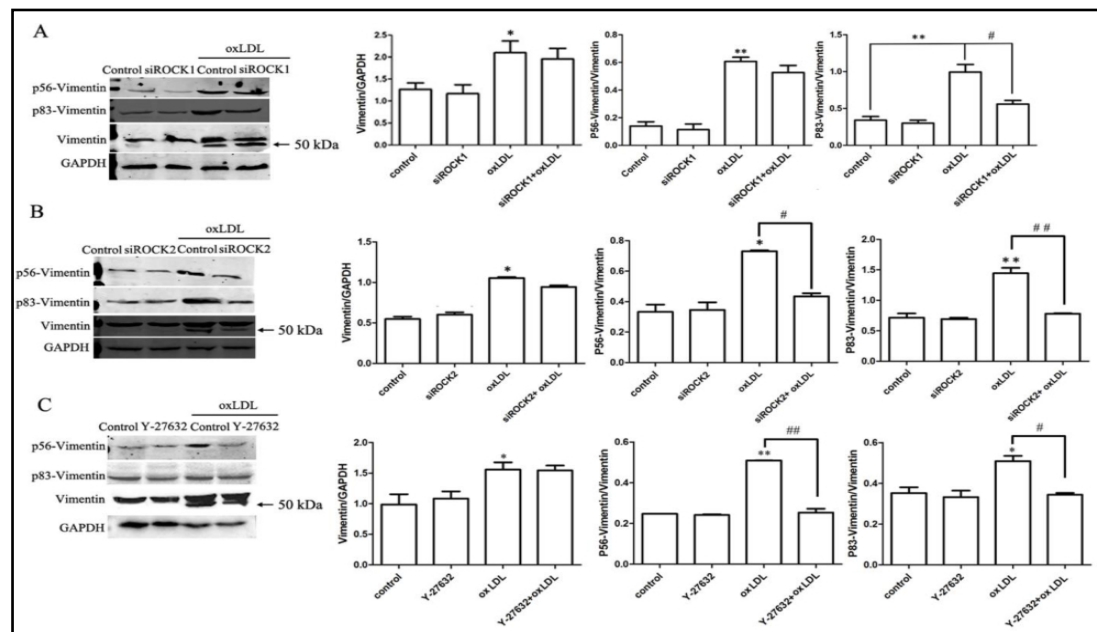 A
oxLDL
Control siROCK1 Control siROCK1
p56-Vimentin
p83-Vimentin
Vimentin
50 kDa
GAPDH
Vimentin/GAPDH
2.5
2.0
1.5
1.0
0.5
0.0
*
control
siROCK1
oxLDL
siROCK1+oxLDL
P56-Vimentin/Vimentin
0.8
0.6
0.4
0.2
0.0
**
Control
siROCK1
oxLDL
siROCK1+oxLDL
P83-Vimentin/Vimentin
1.5
1.0
0.5
0.0
**
#
control
siROCK1
oxLDL
siROCK1+oxLDL
B
oxLDL
Control siROCK2 Control siROCK2
p56-Vimentin
p83-Vimentin
Vimentin
50 kDa
GAPDH
Vimentin/GAPDH
1.5
1.0
0.5
0.0
*
control
siROCK2
oxLDL
siROCK2+ oxLDL
P56-Vimentin/Vimentin
0.8
0.6
0.4
0.2
0.0
*
#
control
siROCK2
oxLDL
siROCK2+ oxLDL
P83-Vimentin/Vimentin
2.0
1.5
1.0
0.5
0.0
**
##
control
siROCK2
oxLDL
siROCK2+ oxLDL
C
oxLDL
Control Y-27632 Control Y-27632
p56-Vimentin
p83-Vimentin
Vimentin
50 kDa
GAPDH
Vimentin/GAPDH
2.0
1.5
1.0
0.5
0.0
*
control
Y-27632
ox LDL
Y-27632+ox LDL
P56-Vimentin/Vimentin
0.6
0.4
0.2
0.0
**
##
control
Y-27632
ox LDL
Y-27632+ox LDL
P83-Vimentin/Vimentin
0.6
0.4
0.2
0.0
*
#
control
Y-27632
ox LDL
Y-27632+ox LDL